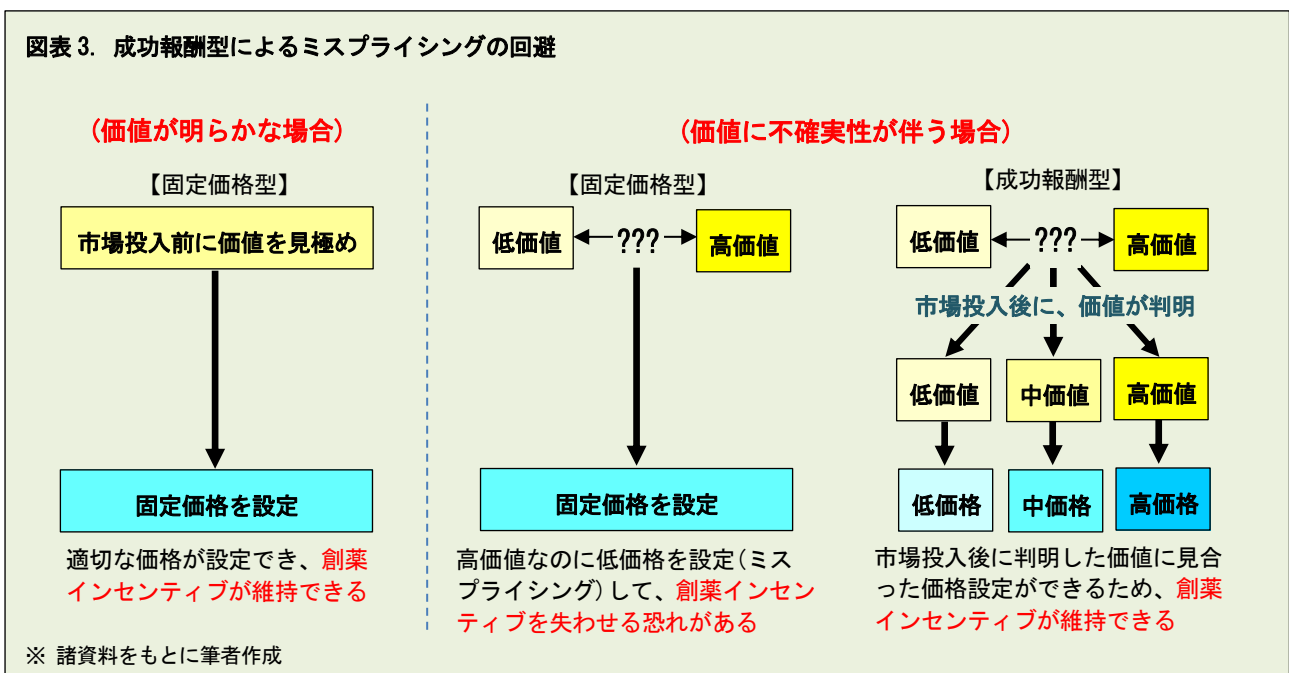 図表 3. 成功報酬型によるミスプライシングの回避
(価値が明らかな場合)
【固定価格型】
市場投入前に価値を見極め
固定価格を設定
適切な価格が設定でき、創薬
インセンティブが維持できる
(価値に不確実性が伴う場合)
【固定価格型】
低価値 ??? 高価値
固定価格を設定
高価値なのに低価格を設定(ミス
プライシング)して、創薬インセン
ティブを失わせる恐れがある
【成功報酬型】
低価値 ??? 高価値
市場投入後に、価値が判明
低価値 中価値 高価値
低価格 中価格 高価格
市場投入後に判明した価値に見合
った価格設定ができるため、創薬
インセンティブが維持できる
※ 諸資料をもとに筆者作成